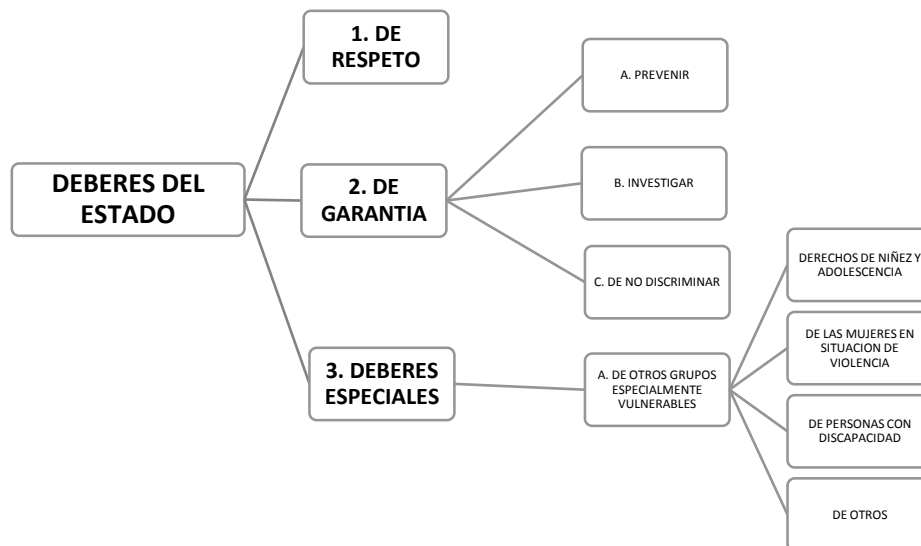 DEBERES DEL
ESTADO
1. DE
RESPETO
2. DE
GARANTIA
A. PREVENIR
B. INVESTIGAR
C. DE NO DISCRIMINAR
3. DEBERES
ESPECIALES
A. DE OTROS GRUPOS
ESPECIALMENTE
VULNERABLES
DERECHOS DE NIÑEZ Y
ADOLESCENCIA
DE LAS MUJERES EN
SITUACION DE
VIOLENCIA
DE PERSONAS CON
DISCAPACIDAD
DE OTROS